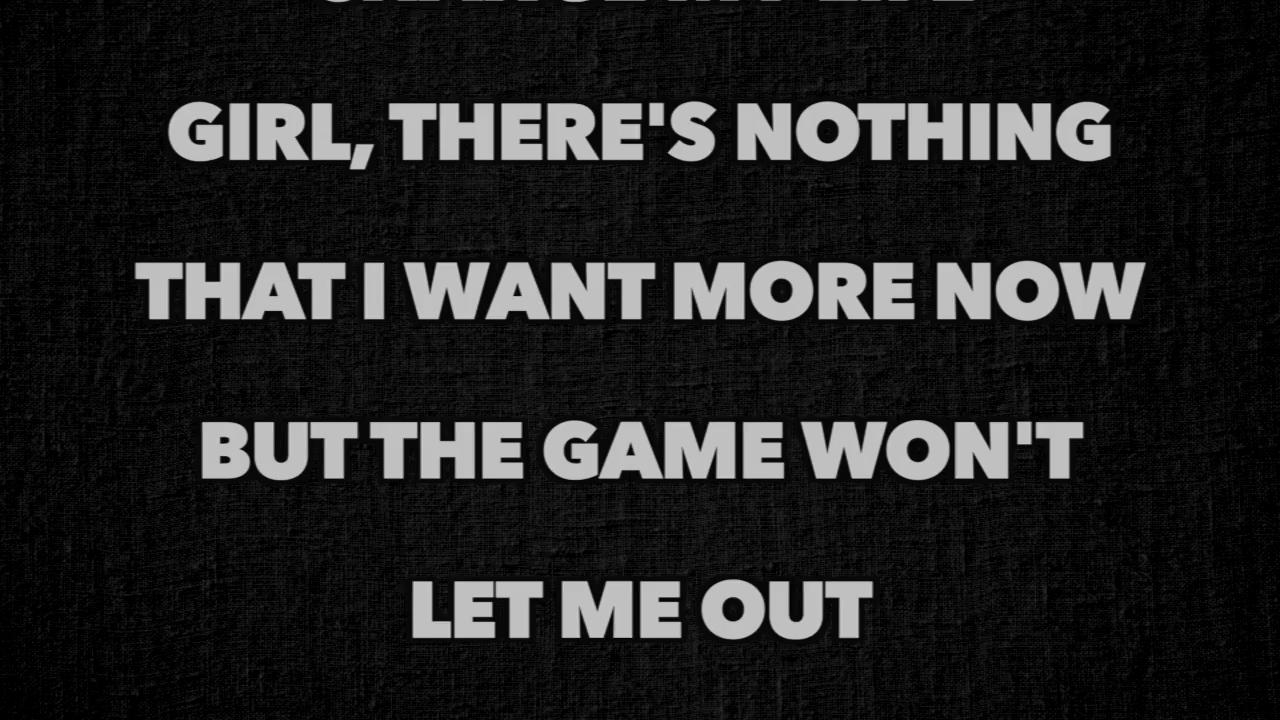 GIRL, THERE'S NOTHING
THAT I WANT MORE NOW
BUT THE GAME WON'T
LET ME OUT